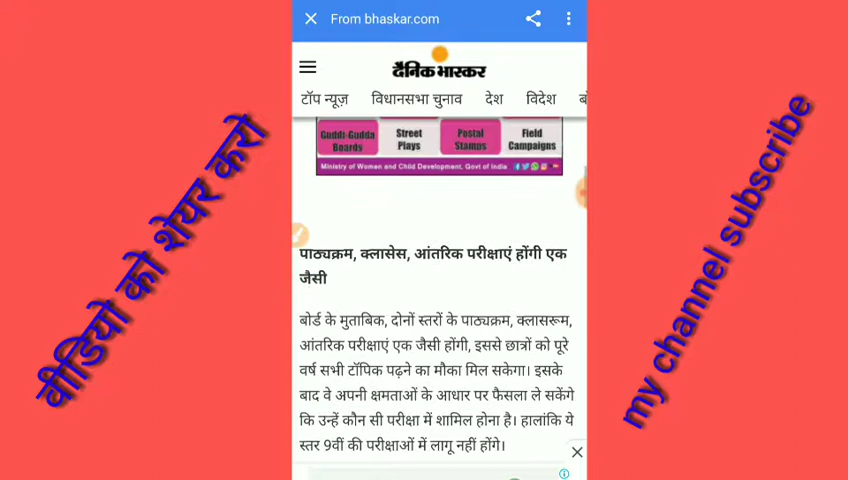 From bhaskar.com
दैनिक भास्कर
टॉप न्यूज़ विधानसभा चुनाव देश विदेश
Guddi-Gudda Boards
Street Plays
Postal Stamps
Field Campaigns
Ministry of Women and Child Development, Govt of India
पाठ्यक्रम, क्लासेस, आंतरिक परीक्षाएं होंगी एक
जैसी
बोर्ड के मुताबिक, दोनों स्तरों के पाठ्यक्रम, क्लासरूम,
आंतरिक परीक्षाएं एक जैसी होंगी, इससे छात्रों को पूरे
वर्ष सभी टॉपिक पढ़ने का मौका मिल सकेगा। इसके
बाद वे अपनी क्षमताओं के आधार पर फैसला ले सकेंगे
कि उन्हें कौन सी परीक्षा में शामिल होना है। हालांकि ये
स्तर 9वीं की परीक्षाओं में लागू नहीं होंगे।
वीडियो को शेयर करो
my channel subscribe